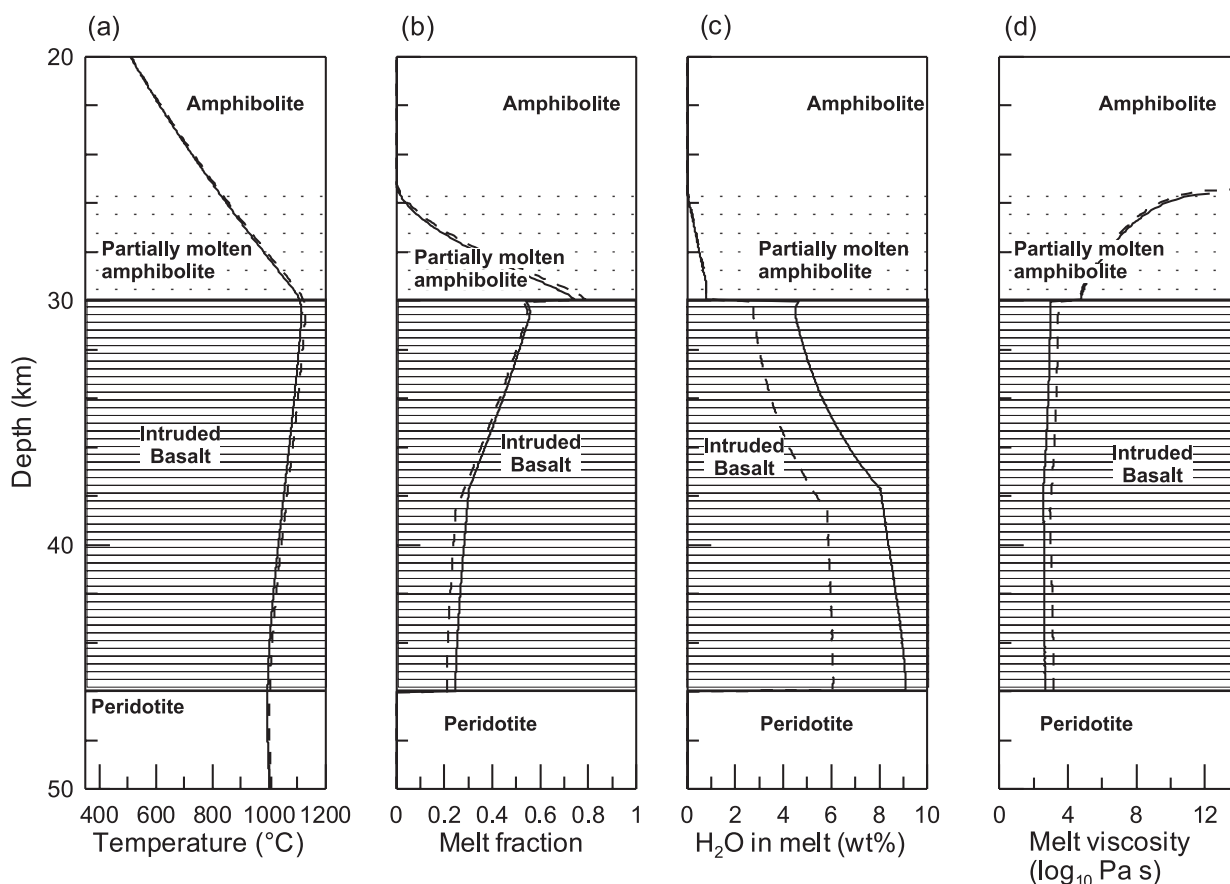 (a)
(b)
(c)
(d)
20
30
40
50
Depth (km)
Amphibolite
Partially molten
amphibolite
Intruded
Basalt
Peridotite
400 600 800 1000 1200
Temperature (°C)
Amphibolite
Partially molten
amphibolite
Intruded
Basalt
Peridotite
0 0.2 0.4 0.6 0.8 1
Melt fraction
Amphibolite
Partially molten
amphibolite
Intruded
Basalt
Peridotite
0 2 4 6 8 10
H₂O in melt (wt%)
Amphibolite
Partially molten
amphibolite
Intruded
Basalt
Peridotite
0 4 8 12
Melt viscosity
(log₁₀ Pa s)